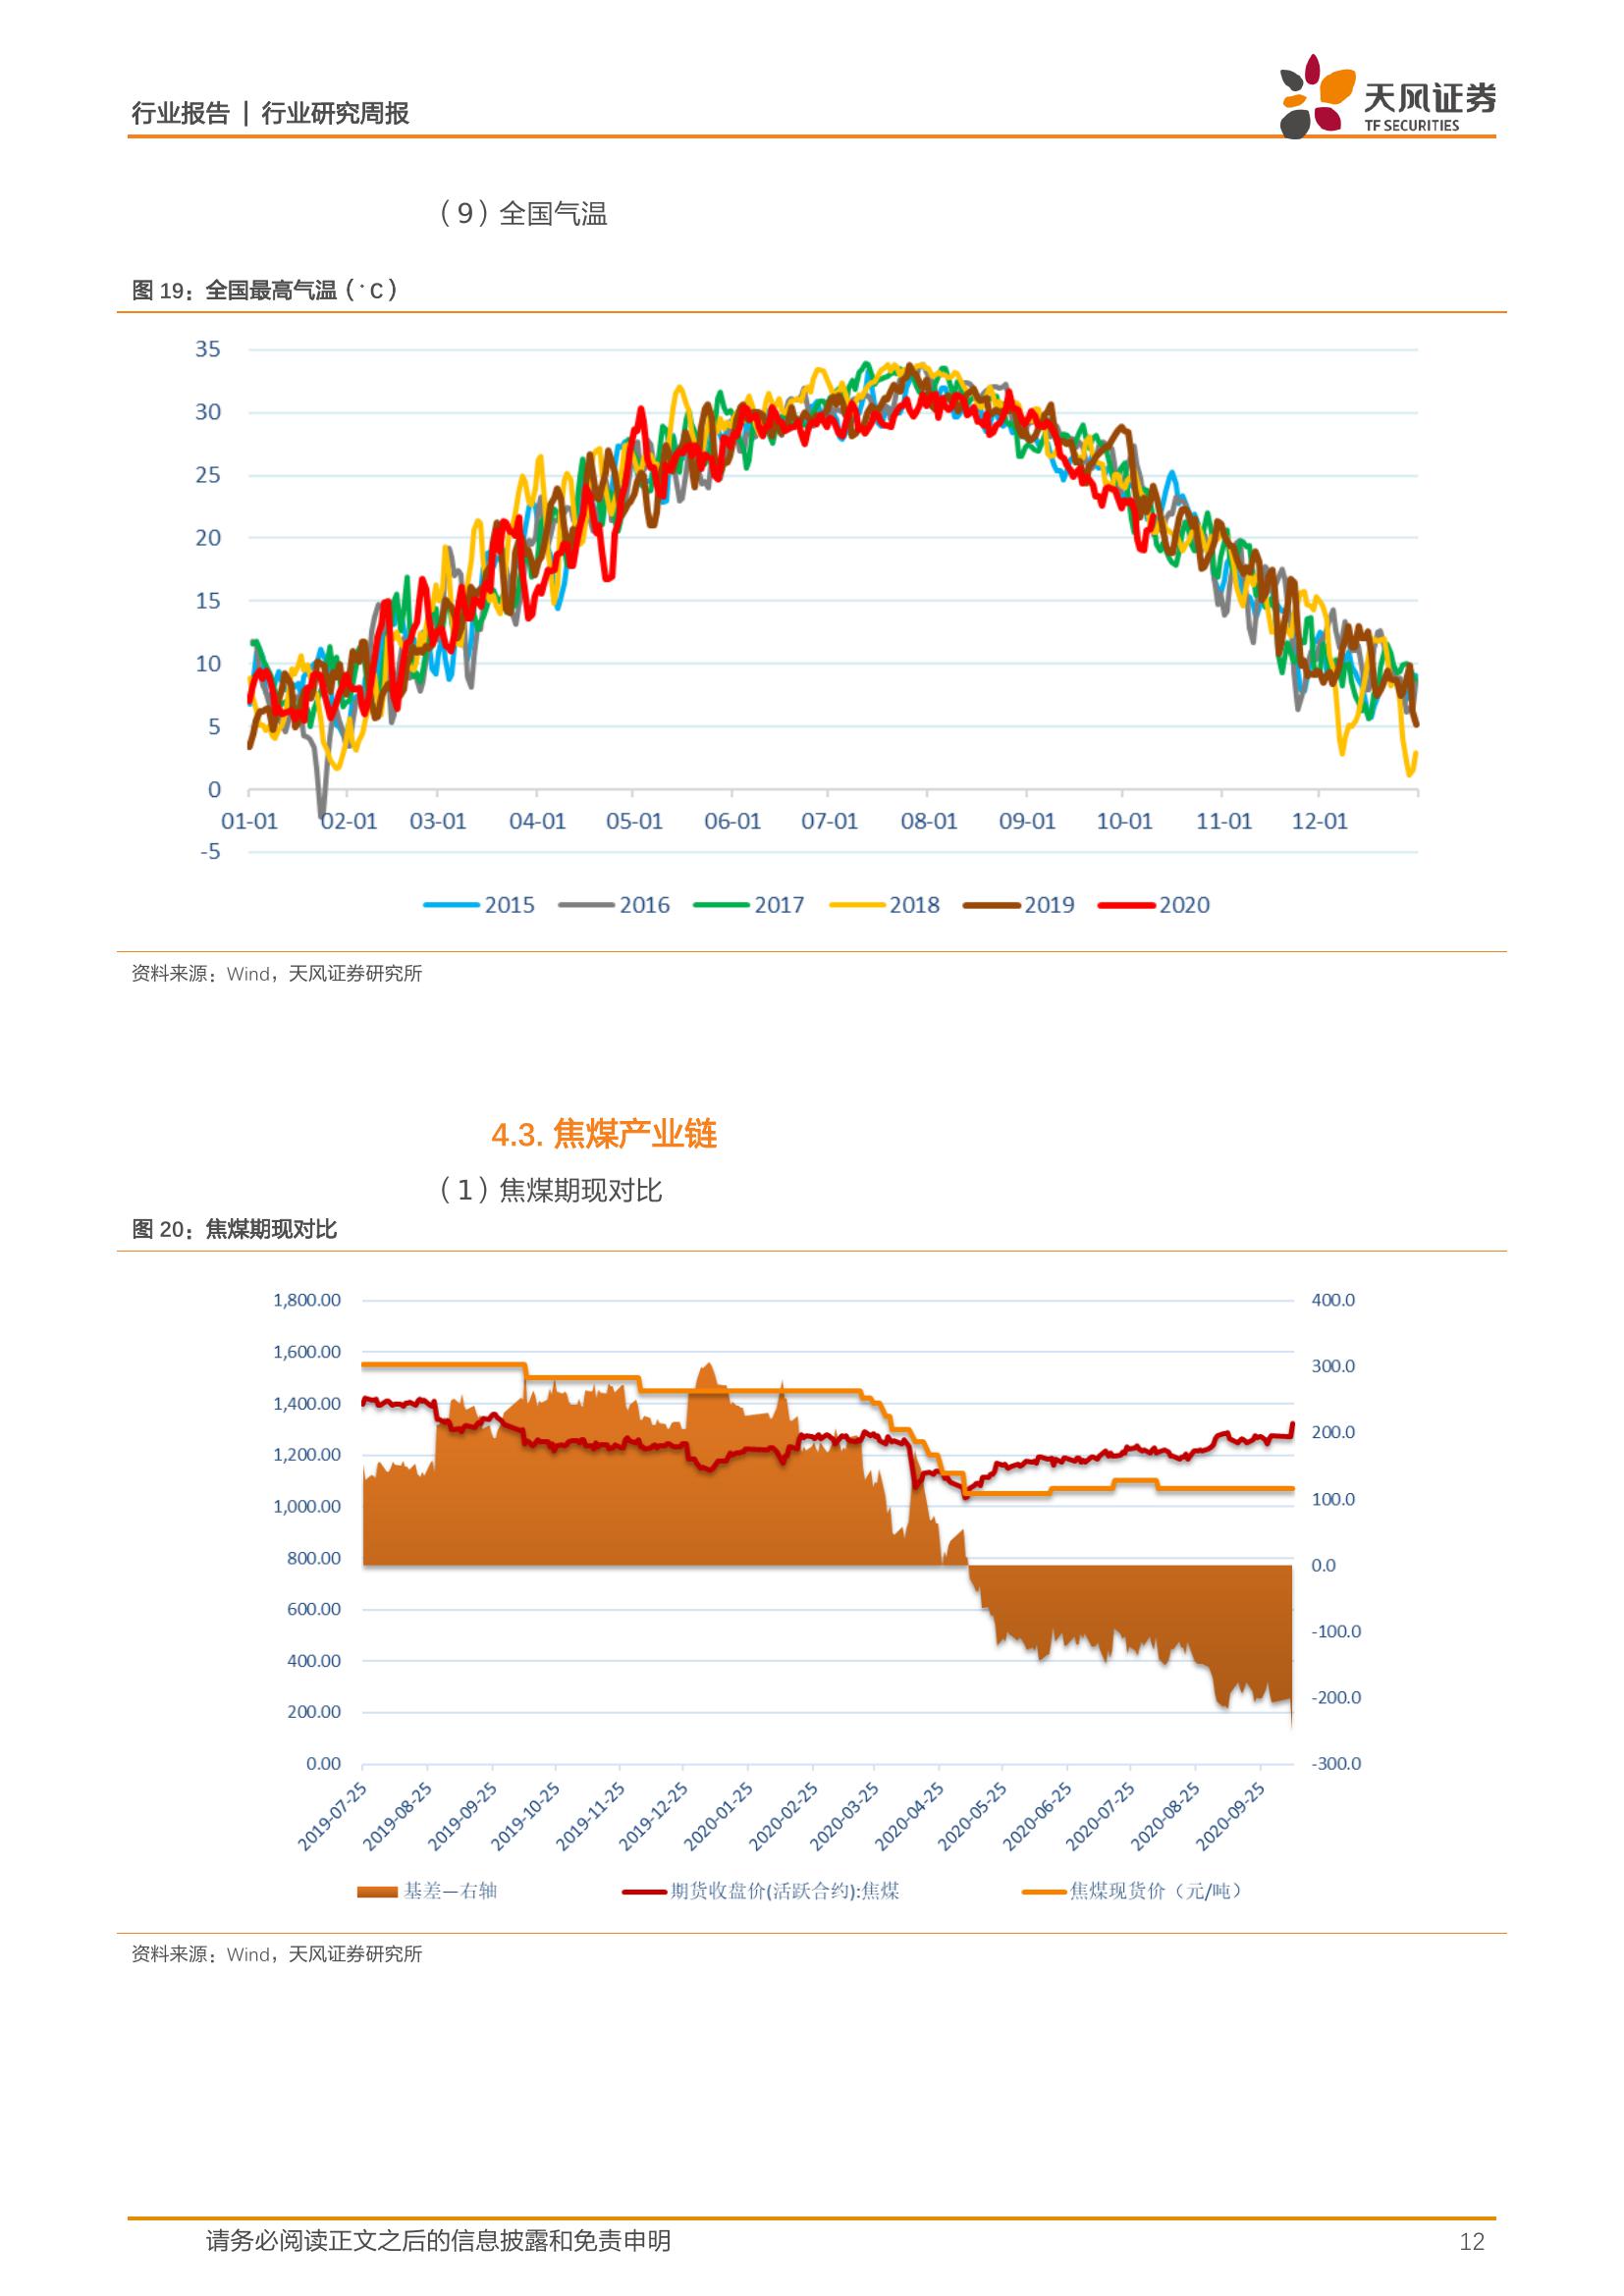 行业报告 | 行业研究周报
天风证券
TF SECURITIES
（9）全国气温
图 19：全国最高气温（˙C）
35
30
25
20
15
10
5
0
-5
01-01 02-01 03-01 04-01 05-01 06-01 07-01 08-01 09-01 10-01 11-01 12-01
2015 2016 2017 2018 2019 2020
资料来源：Wind，天风证券研究所
4.3. 焦煤产业链
（1）焦煤期现对比
图 20：焦煤期现对比
1,800.00 400.0
1,600.00 300.0
1,400.00
1,200.00 200.0
1,000.00 100.0
800.00 0.0
600.00 -100.0
400.00
200.00 -200.0
0.00 -300.0
2019-07-25 2019-08-25 2019-09-25 2019-10-25 2019-11-25 2019-12-25 2020-01-25 2020-02-25 2020-03-25 2020-04-25 2020-05-25 2020-06-25 2020-07-25 2020-08-25 2020-09-25
基差—右轴 期货收盘价(活跃合约):焦煤 焦煤现货价（元/吨）
资料来源：Wind，天风证券研究所
请务必阅读正文之后的信息披露和免责申明 12